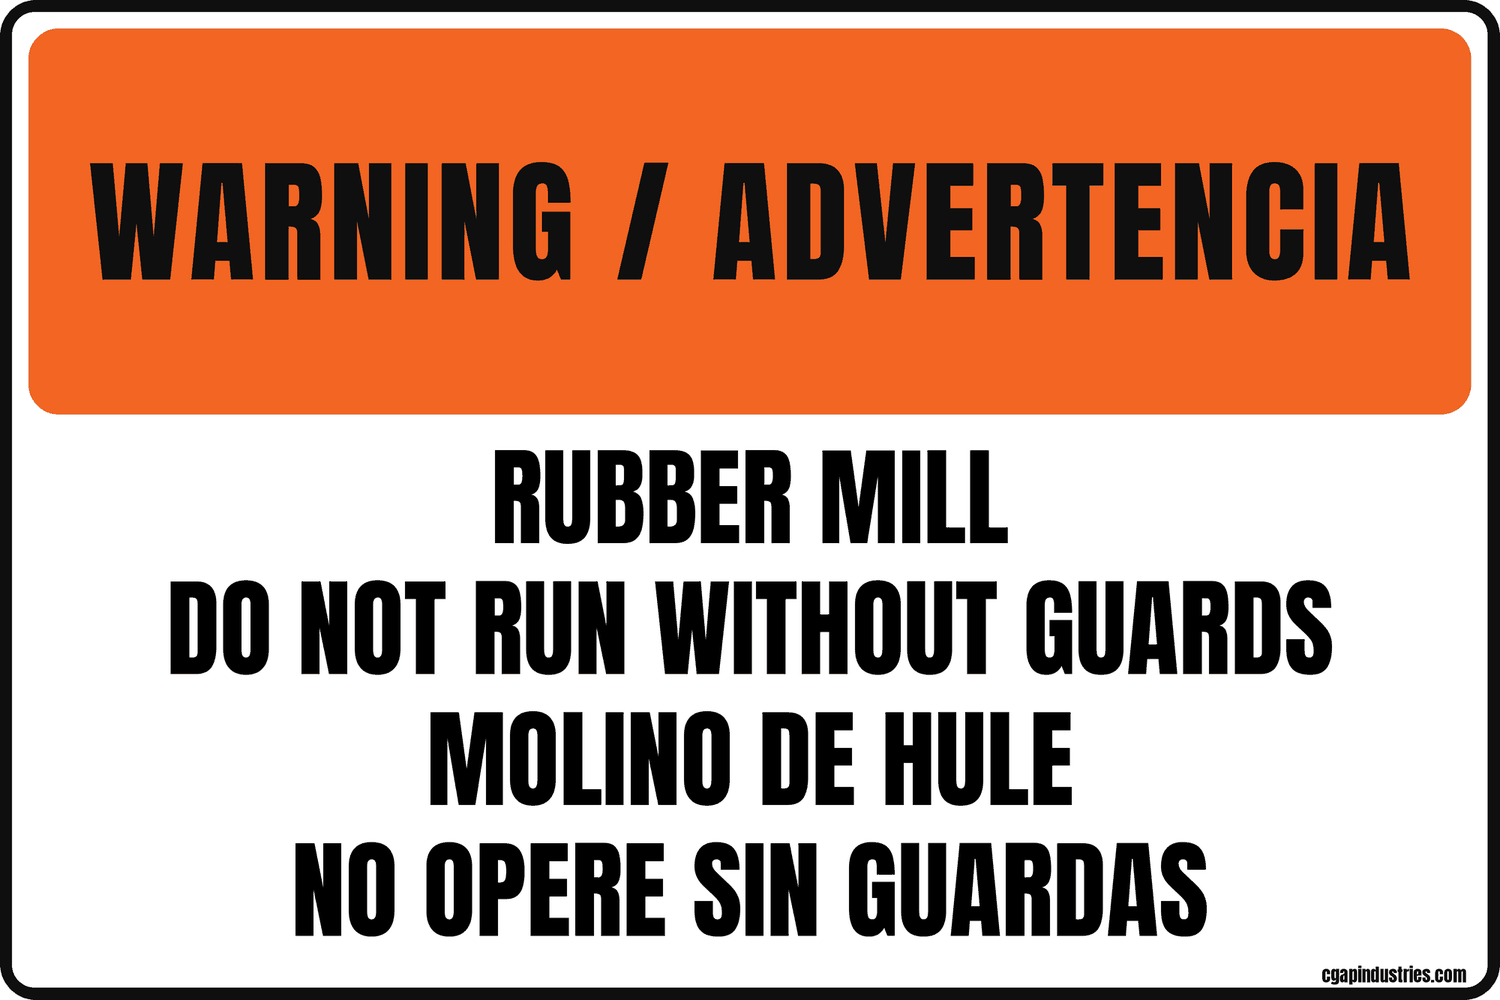 WARNING / ADVERTENCIA
RUBBER MILL
DO NOT RUN WITHOUT GUARDS
MOLINO DE HULE
NO OPERE SIN GUARDAS
cgapindustries.com